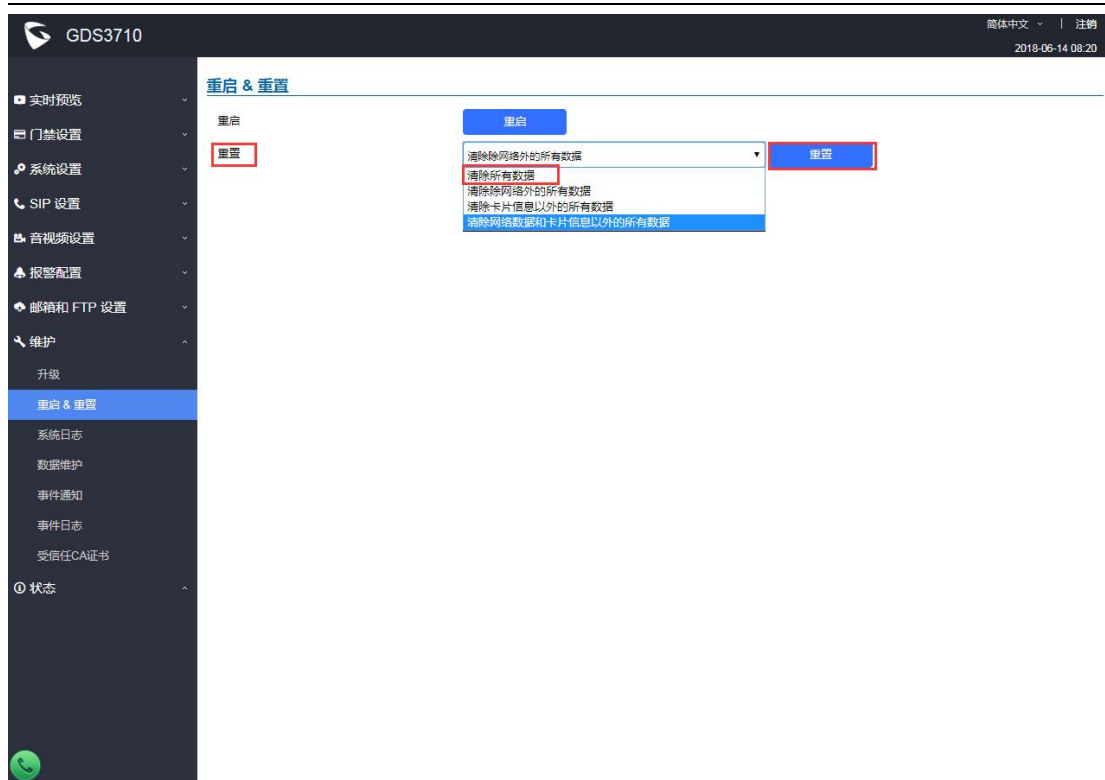 GDS3710
简体中文 | 注销
2018-06-14 08:20
实时预览
门禁设置
系统设置
SIP 设置
音视频设置
报警配置
邮箱和 FTP 设置
维护
升级
重启 & 重置
系统日志
数据维护
事件通知
事件日志
受信任CA证书
状态
重启 & 重置
重启
重启
重置
清除除网络外的所有数据
重置
清除所有数据
清除除网络外的所有数据
清除卡片信息以外的所有数据
清除网络数据和卡片信息以外的所有数据